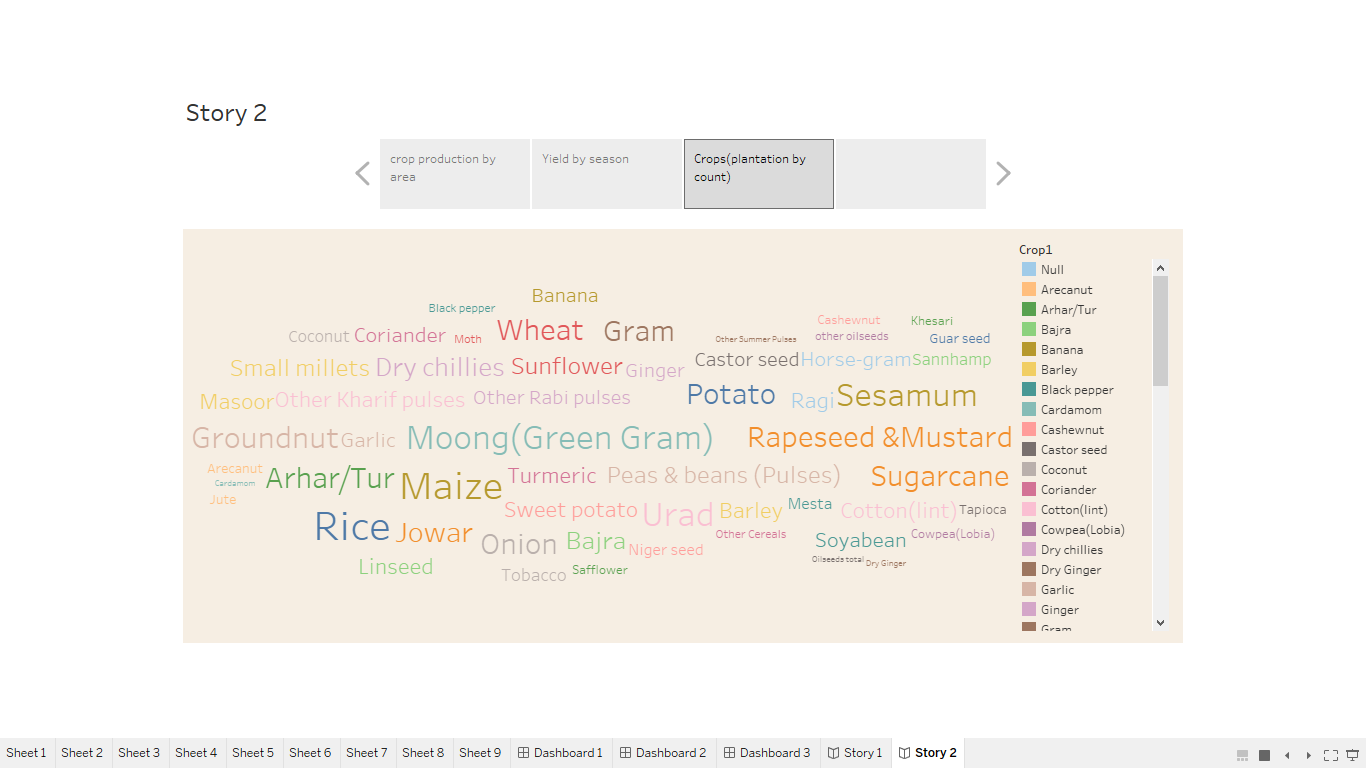 Story 2
crop production by
area
Yield by season
Crops(plantation by
count)
Banana
Black pepper
Coconut
Coriander
Moth
Wheat
Gram
Other Summer Pulses
Cashewnut
other oilseeds
Khesari
Guar seed
Small millets
Dry chillies
Sunflower
Ginger
Castor seed
Horse-gram
Sannhamp
Masoor
Other Kharif pulses
Other Rabi pulses
Potato
Ragi
Sesamum
Groundnut
Garlic
Moong(Green Gram)
Rapeseed &Mustard
Arecanut
Cardamom
Jute
Arhar/Tur
Maize
Turmeric
Peas & beans (Pulses)
Sugarcane
Rice
Jowar
Sweet potato
Urad
Barley
Mesta
Cotton(lint)
Tapioca
Onion
Bajra
Niger seed
Other Cereals
Soyabean
Cowpea(Lobia)
Oilseeds total
Dry Ginger
Linseed
Tobacco
Safflower
Crop1
Null
Arecanut
Arhar/Tur
Bajra
Banana
Barley
Black pepper
Cardamom
Cashewnut
Castor seed
Coconut
Coriander
Cotton(lint)
Cowpea(Lobia)
Dry chillies
Dry Ginger
Garlic
Ginger
Gram
Sheet 1
Sheet 2
Sheet 3
Sheet 4
Sheet 5
Sheet 6
Sheet 7
Sheet 8
Sheet 9
Dashboard 1
Dashboard 2
Dashboard 3
Story 1
Story 2